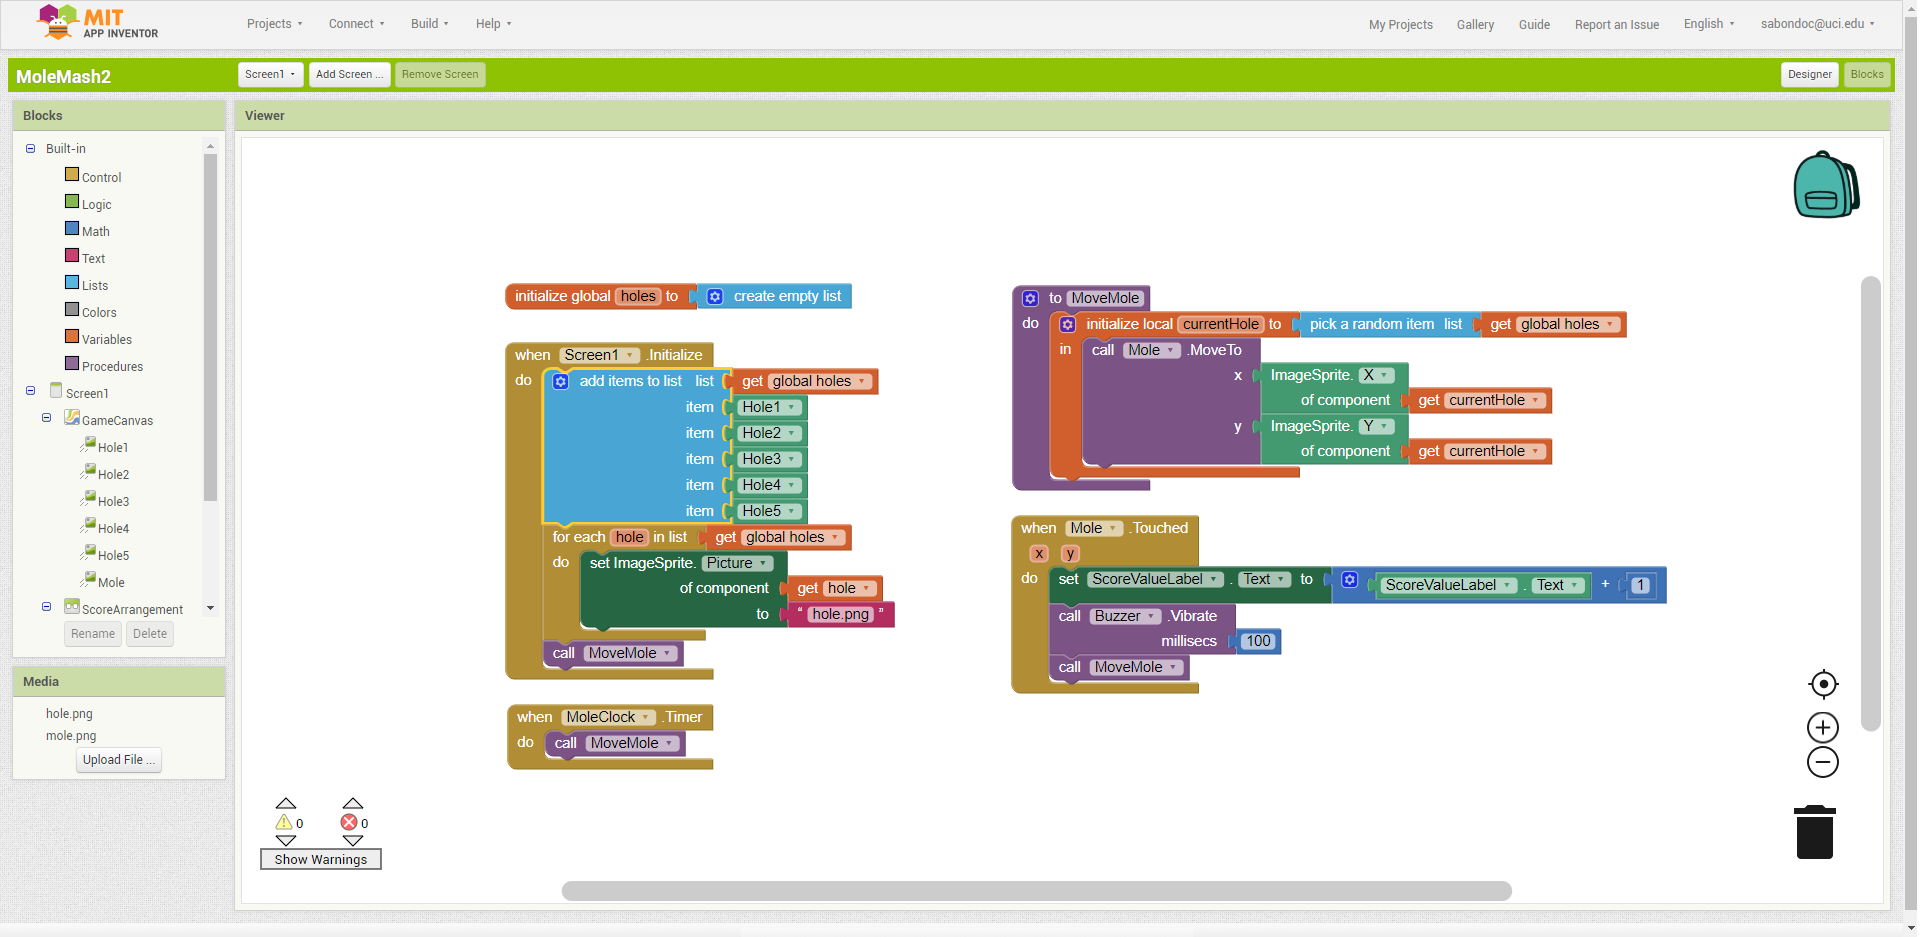 MIT
APP INVENTOR
Projects Connect Build Help
My Projects Gallery Guide Report an Issue English sabondoc@uci.edu
MoleMash2
Screen1 Add Screen ... Remove Screen
Designer Blocks
Blocks
Built-in
Control
Logic
Math
Text
Lists
Colors
Variables
Procedures
Screen1
GameCanvas
Hole1
Hole2
Hole3
Hole4
Hole5
Mole
ScoreArrangement
Rename Delete
Media
hole.png
mole.png
Upload File ...
Viewer
initialize global holes to create empty list
when Screen1 .Initialize
do add items to list list get global holes
item Hole1
item Hole2
item Hole3
item Hole4
item Hole5
for each hole in list get global holes
do set ImageSprite. Picture
of component get hole
to “ hole.png ”
call MoveMole
when MoleClock .Timer
do call MoveMole
to MoveMole
do initialize local currentHole to pick a random item list get global holes
in call Mole .MoveTo
x ImageSprite. X
of component get currentHole
y ImageSprite. Y
of component get currentHole
when Mole .Touched
x y
do set ScoreValueLabel . Text to ScoreValueLabel . Text + 1
call Buzzer .Vibrate
millisecs 100
call MoveMole
0 0
Show Warnings